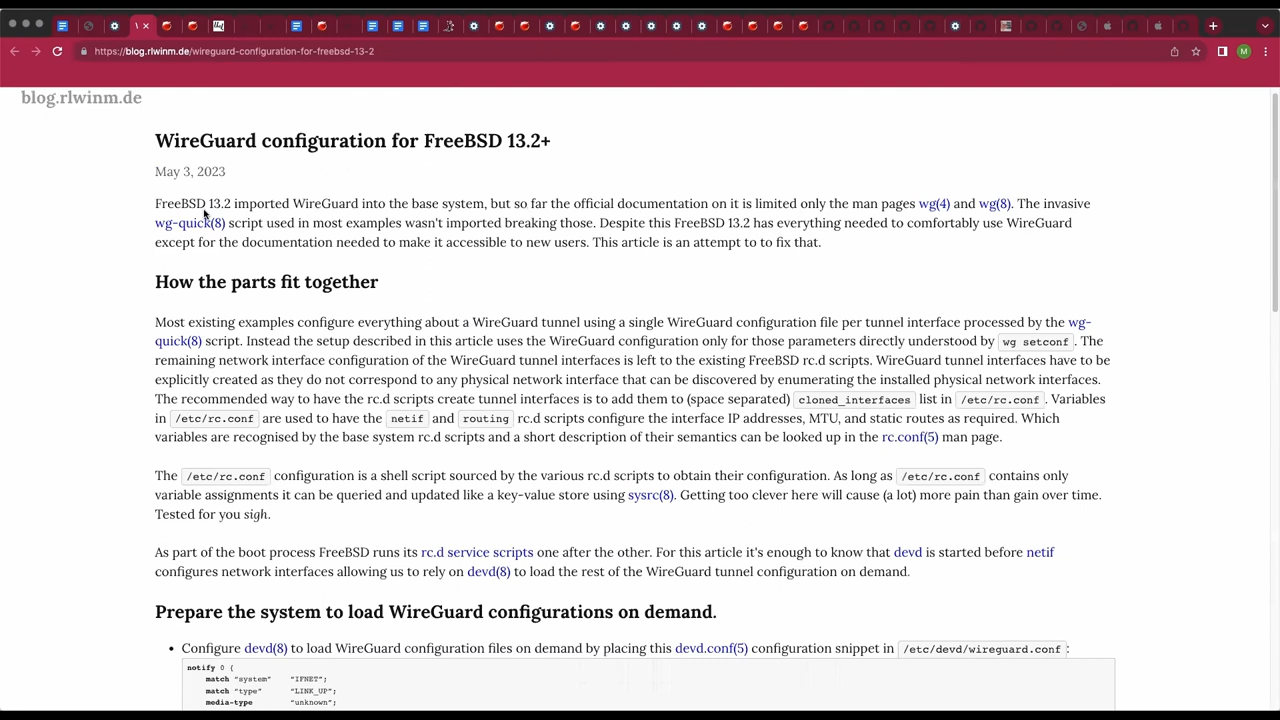 https://blog.rlwinm.de/wireguard-configuration-for-freebsd-13-2
M
blog.rlwinm.de
WireGuard configuration for FreeBSD 13.2+
May 3, 2023
FreeBSD 13.2 imported WireGuard into the base system, but so far the official documentation on it is limited only the man pages wg(4) and wg(8). The invasive
wg-quick(8) script used in most examples wasn't imported breaking those. Despite this FreeBSD 13.2 has everything needed to comfortably use WireGuard
except for the documentation needed to make it accessible to new users. This article is an attempt to to fix that.
How the parts fit together
Most existing examples configure everything about a WireGuard tunnel using a single WireGuard configuration file per tunnel interface processed by the wg-
quick(8) script. Instead the setup described in this article uses the WireGuard configuration only for those parameters directly understood by wg setconf. The
remaining network interface configuration of the WireGuard tunnel interfaces is left to the existing FreeBSD rc.d scripts. WireGuard tunnel interfaces have to be
explicitly created as they do not correspond to any physical network interface that can be discovered by enumerating the installed physical network interfaces.
The recommended way to have the rc.d scripts create tunnel interfaces is to add them to (space separated) cloned_interfaces list in /etc/rc.conf. Variables
in /etc/rc.conf are used to have the netif and routing rc.d scripts configure the interface IP addresses, MTU, and static routes as required. Which
variables are recognised by the base system rc.d scripts and a short description of their semantics can be looked up in the rc.conf(5) man page.
The /etc/rc.conf configuration is a shell script sourced by the various rc.d scripts to obtain their configuration. As long as /etc/rc.conf contains only
variable assignments it can be queried and updated like a key-value store using sysrc(8). Getting too clever here will cause (a lot) more pain than gain over time.
Tested for you sigh.
As part of the boot process FreeBSD runs its rc.d service scripts one after the other. For this article it's enough to know that devd is started before netif
configures network interfaces allowing us to rely on devd(8) to load the rest of the WireGuard tunnel configuration on demand.
Prepare the system to load WireGuard configurations on demand.
• Configure devd(8) to load WireGuard configuration files on demand by placing this devd.conf(5) configuration snippet in /etc/devd/wireguard.conf:
notify 0 {
match "system" "IFNET";
match "type" "LINK_UP";
media-type "unknown";